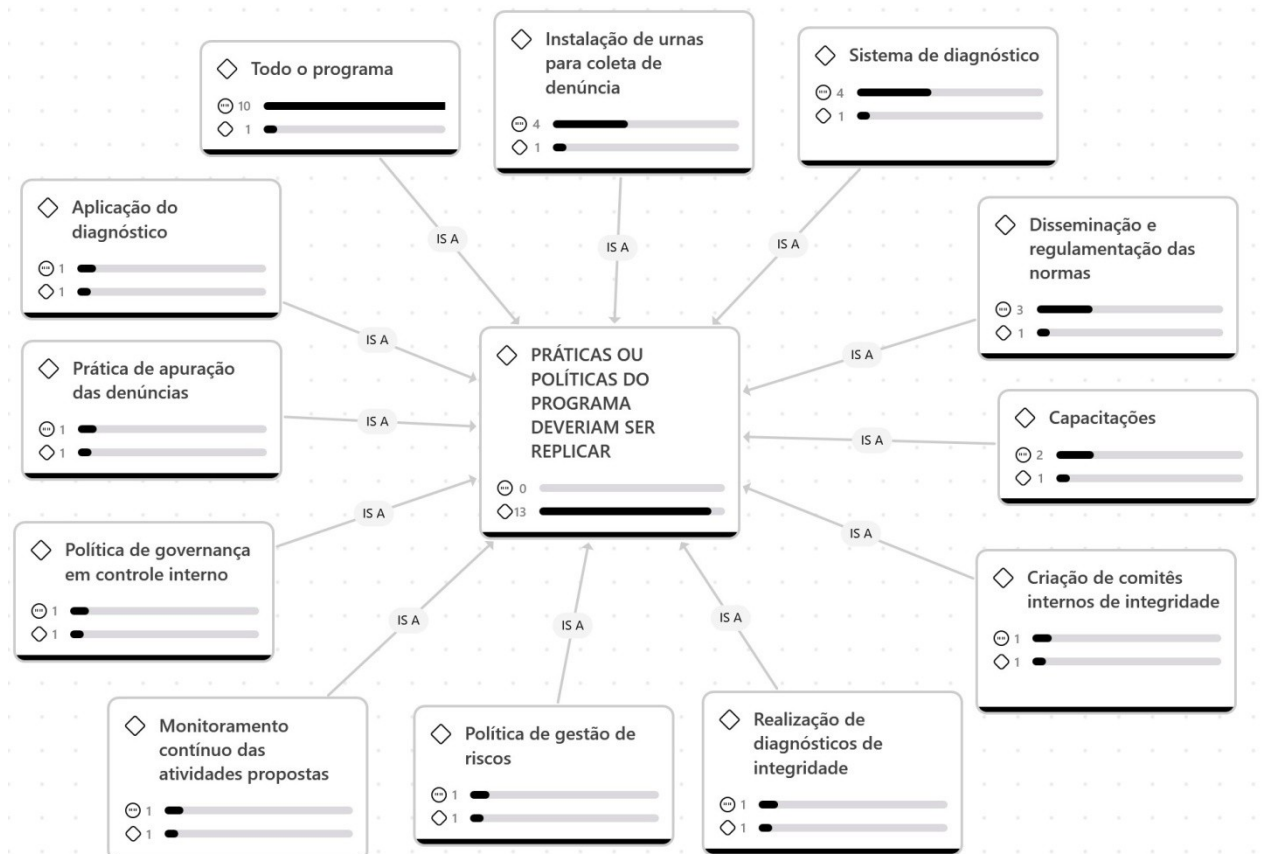 Todo o programa
10
1
Instalação de urnas
para coleta de
denúncia
4
1
Sistema de diagnóstico
4
1
Aplicação do
diagnóstico
1
1
IS A
IS A
IS A
Disseminação e
regulamentação das
normas
3
1
Prática de apuração
das denúncias
1
1
IS A
IS A
PRÁTICAS OU
POLÍTICAS DO
PROGRAMA
DEVERIAM SER
REPLICAR
0
13
IS A
IS A
Capacitações
2
1
Política de governança
em controle interno
1
1
IS A
IS A
Criação de comitês
internos de integridade
1
1
IS A
IS A
IS A
Monitoramento
contínuo das
atividades propostas
1
1
Política de gestão de
riscos
1
1
Realização de
diagnósticos de
integridade
1
1